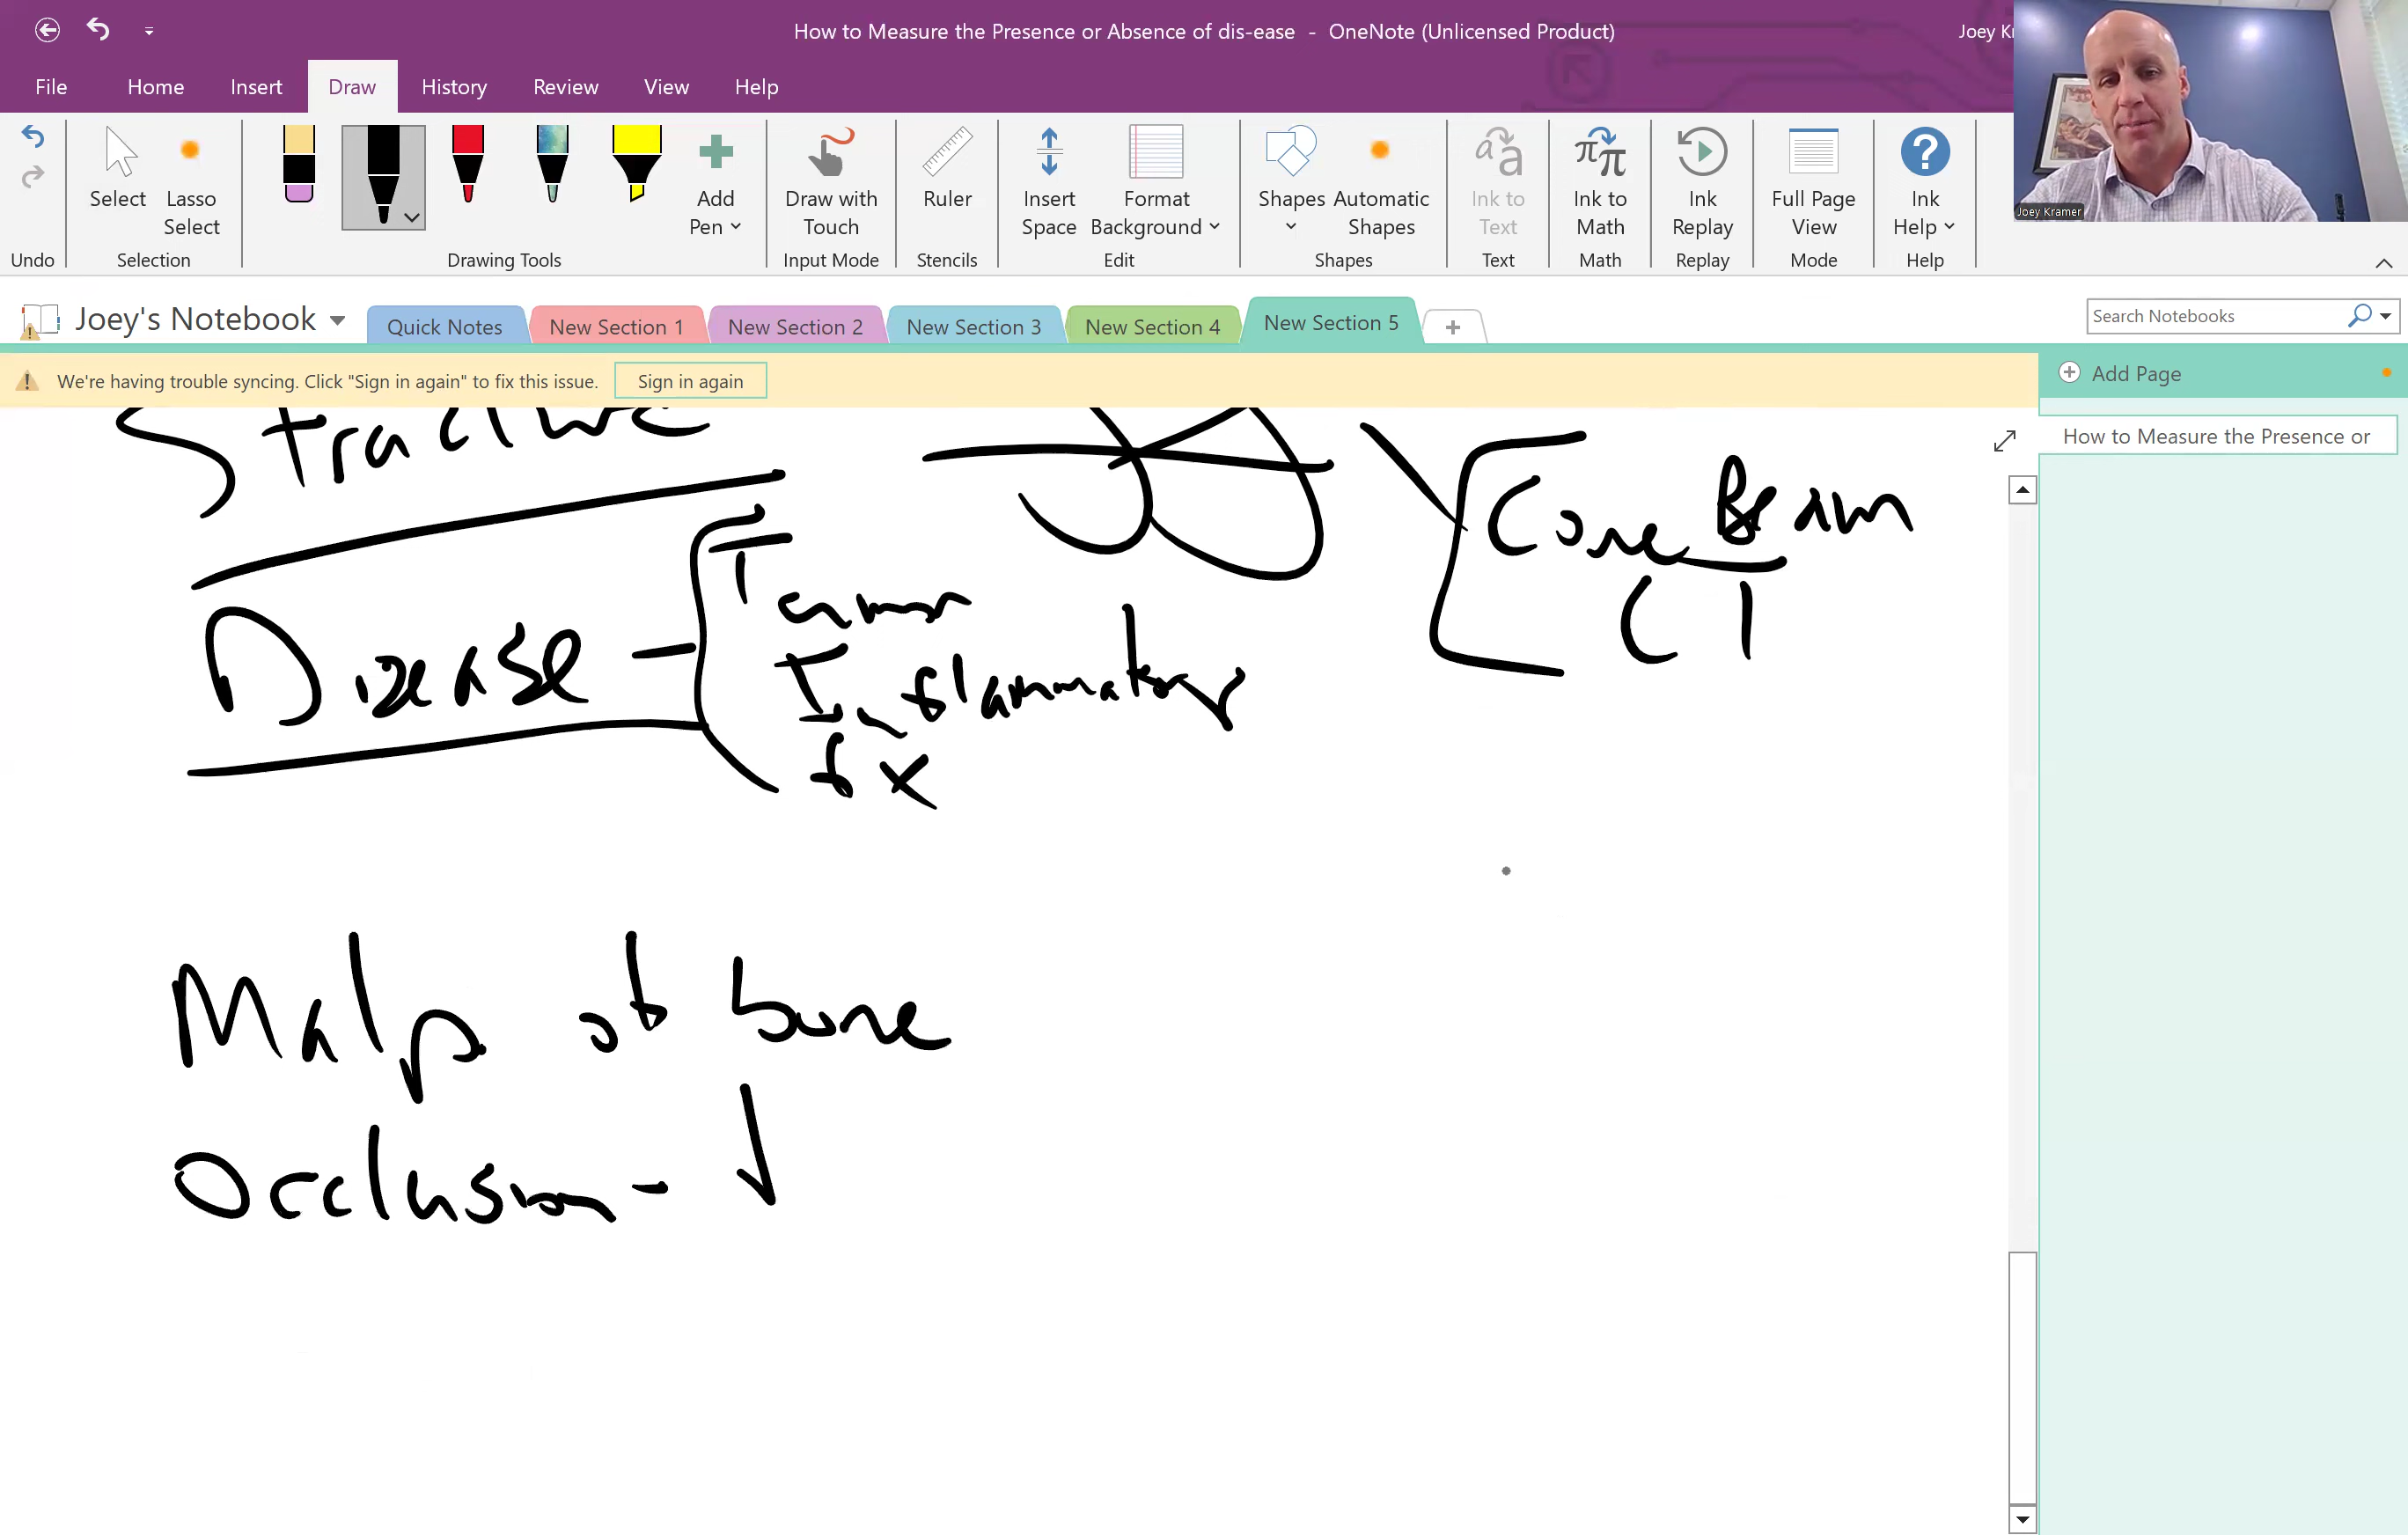 How to Measure the Presence or Absence of dis-ease - OneNote (Unlicensed Product)
Joey Kr
File Home Insert Draw History Review View Help
Joey Kramer
Select Lasso Select Add Pen Draw with Touch Ruler Insert Space Format Background Shapes Automatic Shapes Ink to Text Ink to Math Ink Replay Full Page View Ink Help
Undo Selection Drawing Tools Input Mode Stencils Edit Shapes Text Math Replay Mode Help
Joey's Notebook Quick Notes New Section 1 New Section 2 New Section 3 New Section 4 New Section 5 Search Notebooks
We're having trouble syncing. Click "Sign in again" to fix this issue. Sign in again
Add Page
How to Measure the Presence or
Cone Beam
CT
Disease -
Tumor
Inflammatory
fx
Malp of bone
Occlusion -